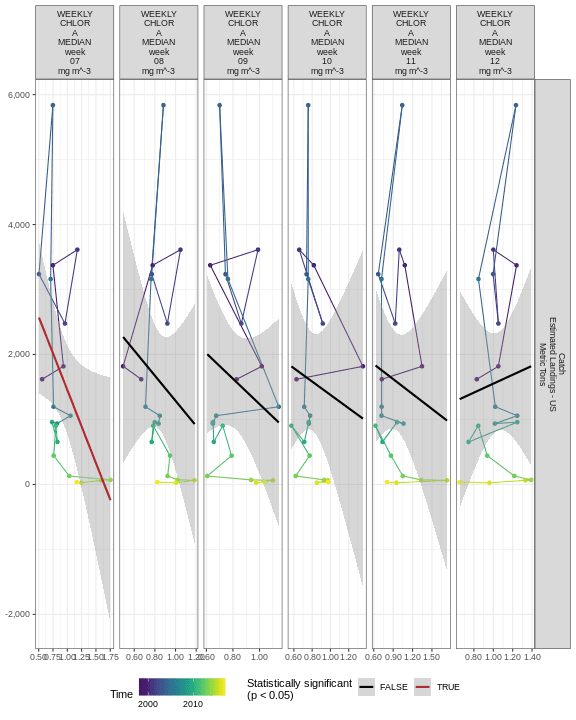 WEEKLY
CHLOR
A
MEDIAN
week
07
mg m^-3
WEEKLY
CHLOR
A
MEDIAN
week
08
mg m^-3
WEEKLY
CHLOR
A
MEDIAN
week
09
mg m^-3
WEEKLY
CHLOR
A
MEDIAN
week
10
mg m^-3
WEEKLY
CHLOR
A
MEDIAN
week
11
mg m^-3
WEEKLY
CHLOR
A
MEDIAN
week
12
mg m^-3
6,000
4,000
2,000
0
-2,000
Catch
Estimated Landings - US
Metric Tons
0.50 0.75 1.00 1.25 1.50 1.75
0.60 0.80 1.00 1.20
0.60 1.00
0.60 0.80 1.00 1.20
0.60 0.90 1.20 1.50
0.80 1.00 1.20 1.40
Time
2000 2010
Statistically significant
(p < 0.05)
FALSE
TRUE